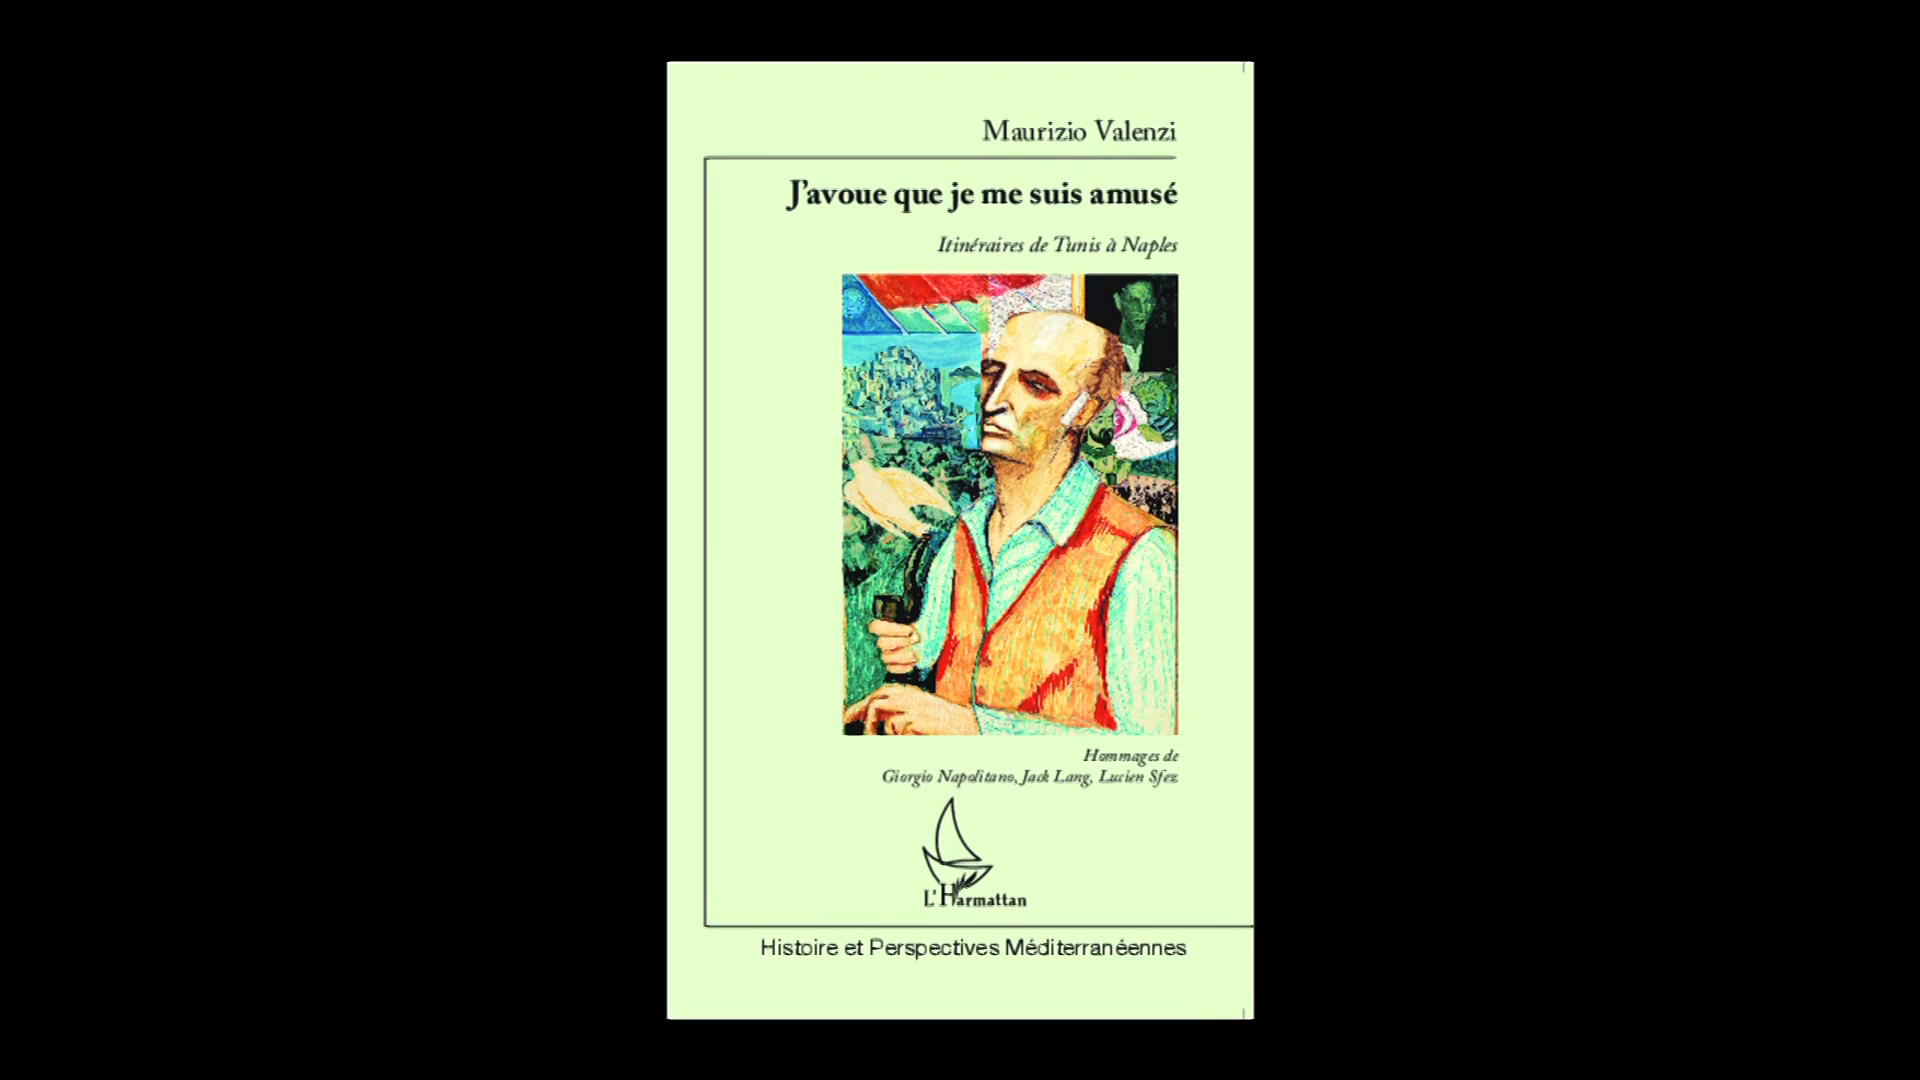 Maurizio Valenzi
J'avoue que je me suis amusé
Itinéraires de Tunis à Naples
Hommages de
Giorgio Napolitano, Jack Lang, Lucien Sfez
L'Harmattan
Histoire et Perspectives Méditerranéennes